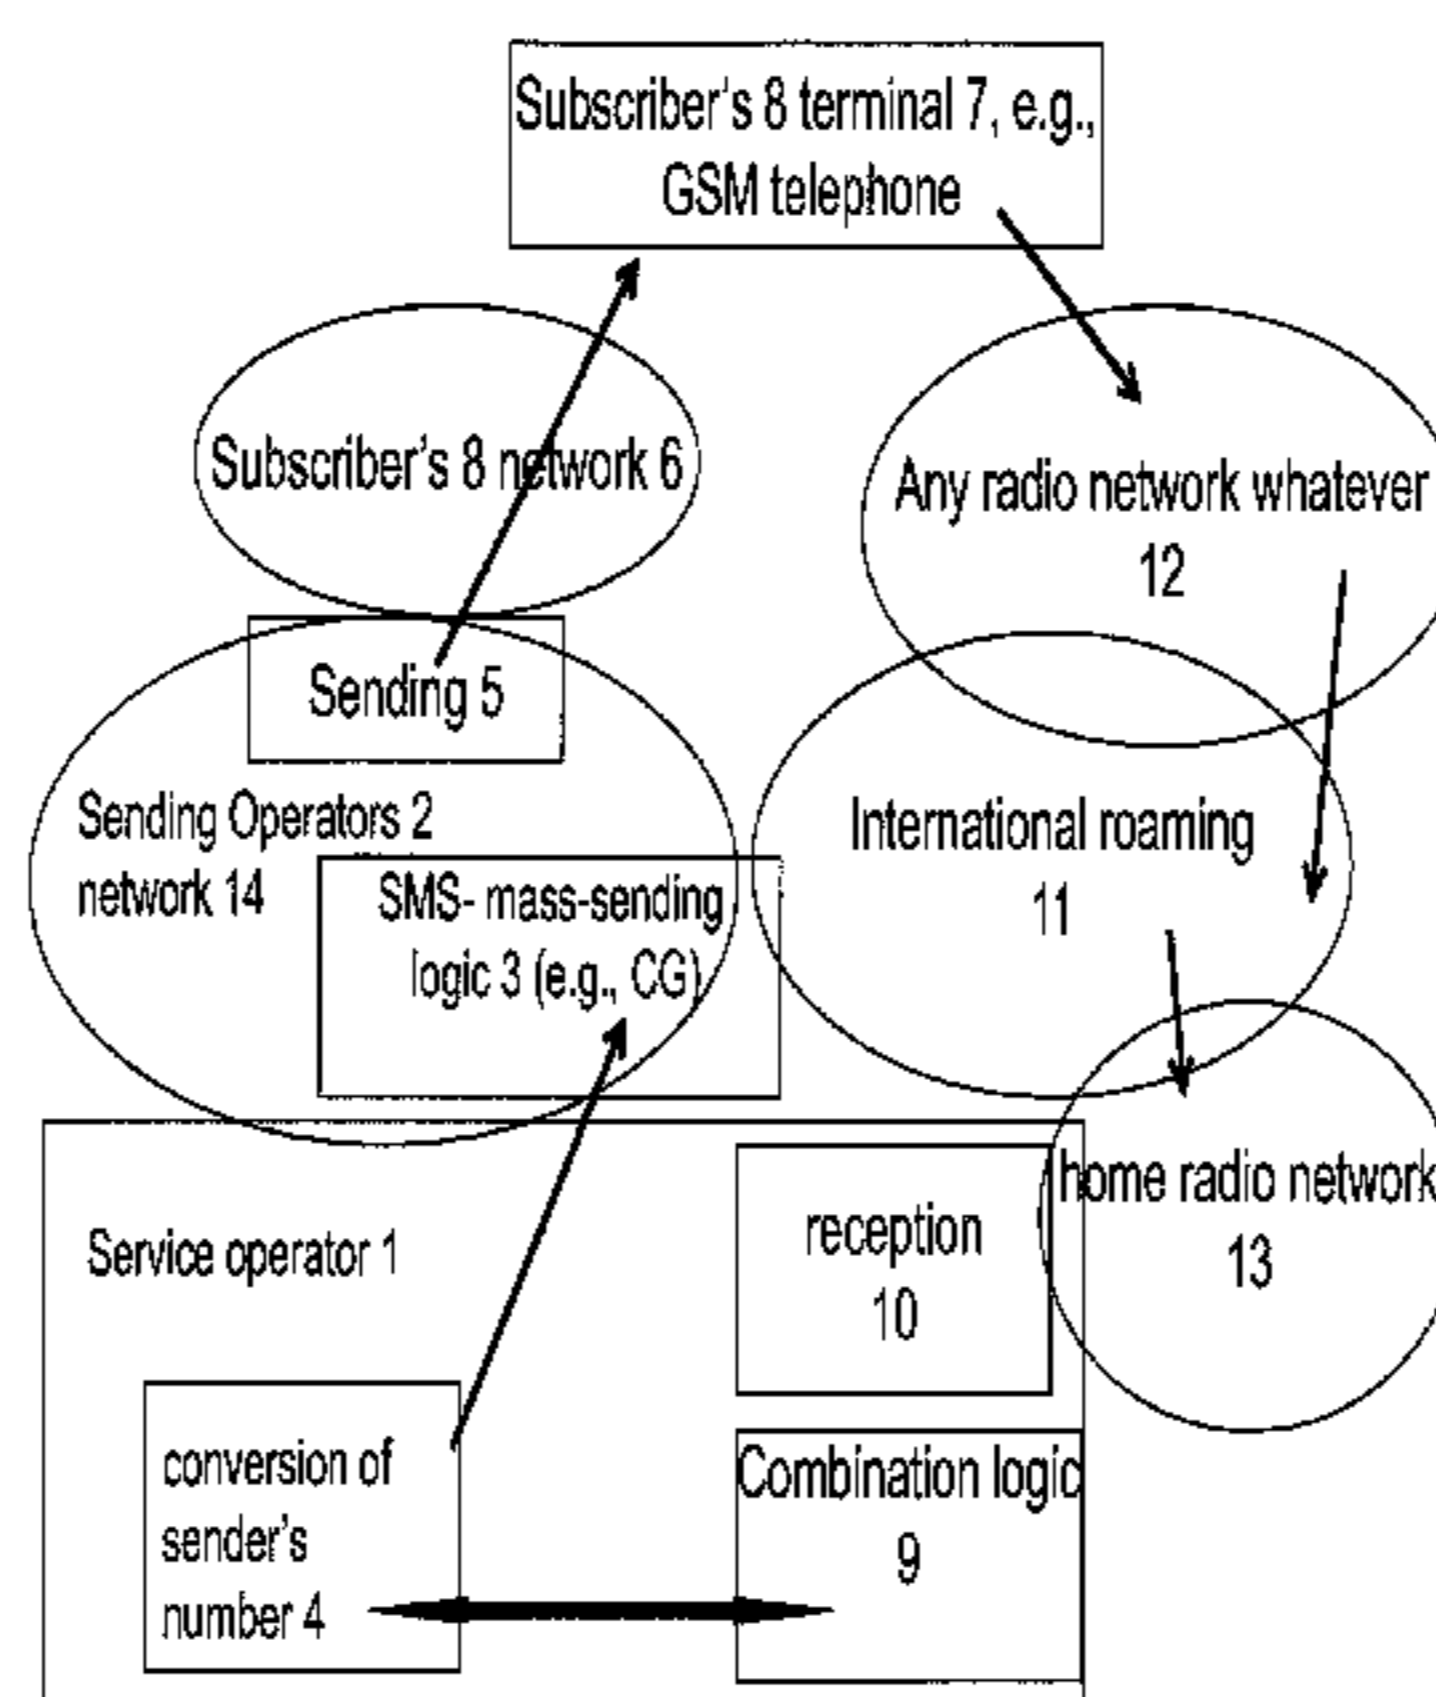 Subscriber's 8 terminal 7, e.g.,
GSM telephone
Subscriber's 8 network 6
Any radio network whatever
12
Sending 5
Sending Operators 2
network 14
SMS- mass-sending
logic 3 (e.g., CG)
International roaming
11
home radio network
13
Service operator 1
reception
10
conversion of
sender's
number 4
Combination logic
9